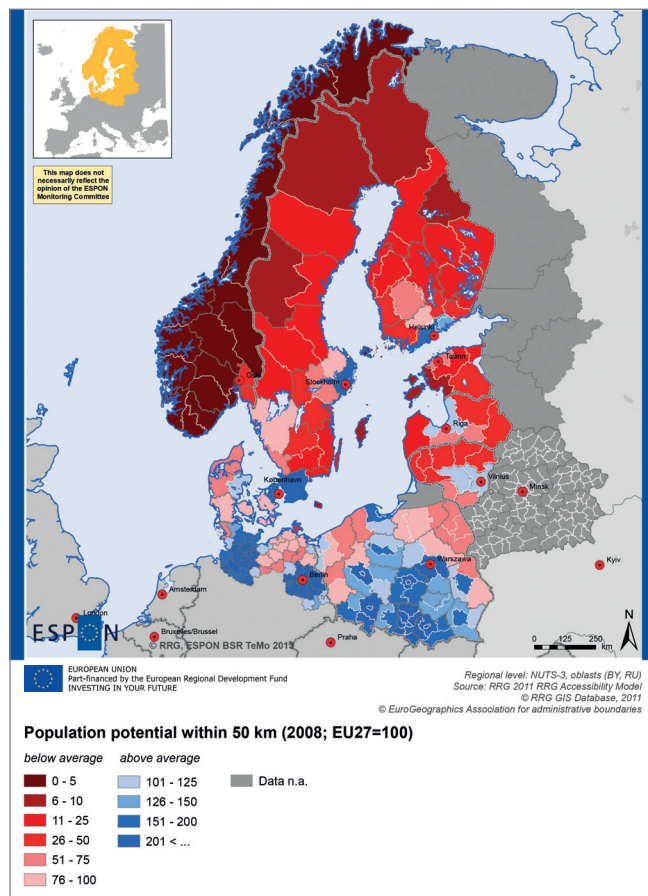 This map does not
necessarily reflect the
opinion of the ESPON
Monitoring Committee
Helsinki
Oslo
Tallinn
Stockholm
Riga
København
Vilnius
Minsk
Berlin
Warszawa
Kyiv
Amsterdam
London
ESPON
Bruxelles/Brussel
Praha
© RRG, ESPON BSR TeMo 2013
N
0 125 250
km
EUROPEAN UNION
Part-financed by the European Regional Development Fund
INVESTING IN YOUR FUTURE
Regional level: NUTS-3, oblasts (BY, RU)
Source: RRG 2011 RRG Accessibility Model
© RRG GIS Database, 2011
© EuroGeographics Association for administrative boundaries
Population potential within 50 km (2008; EU27=100)
below average above average
0 - 5 101 - 125 Data n.a.
6 - 10 126 - 150
11 - 25 151 - 200
26 - 50 201 < ...
51 - 75
76 - 100